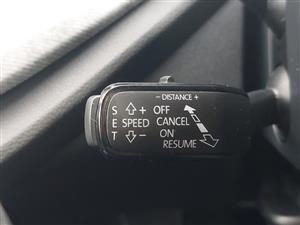 - DISTANCE +
S + OFF
E SPEED CANCEL
T - ON
RESUME